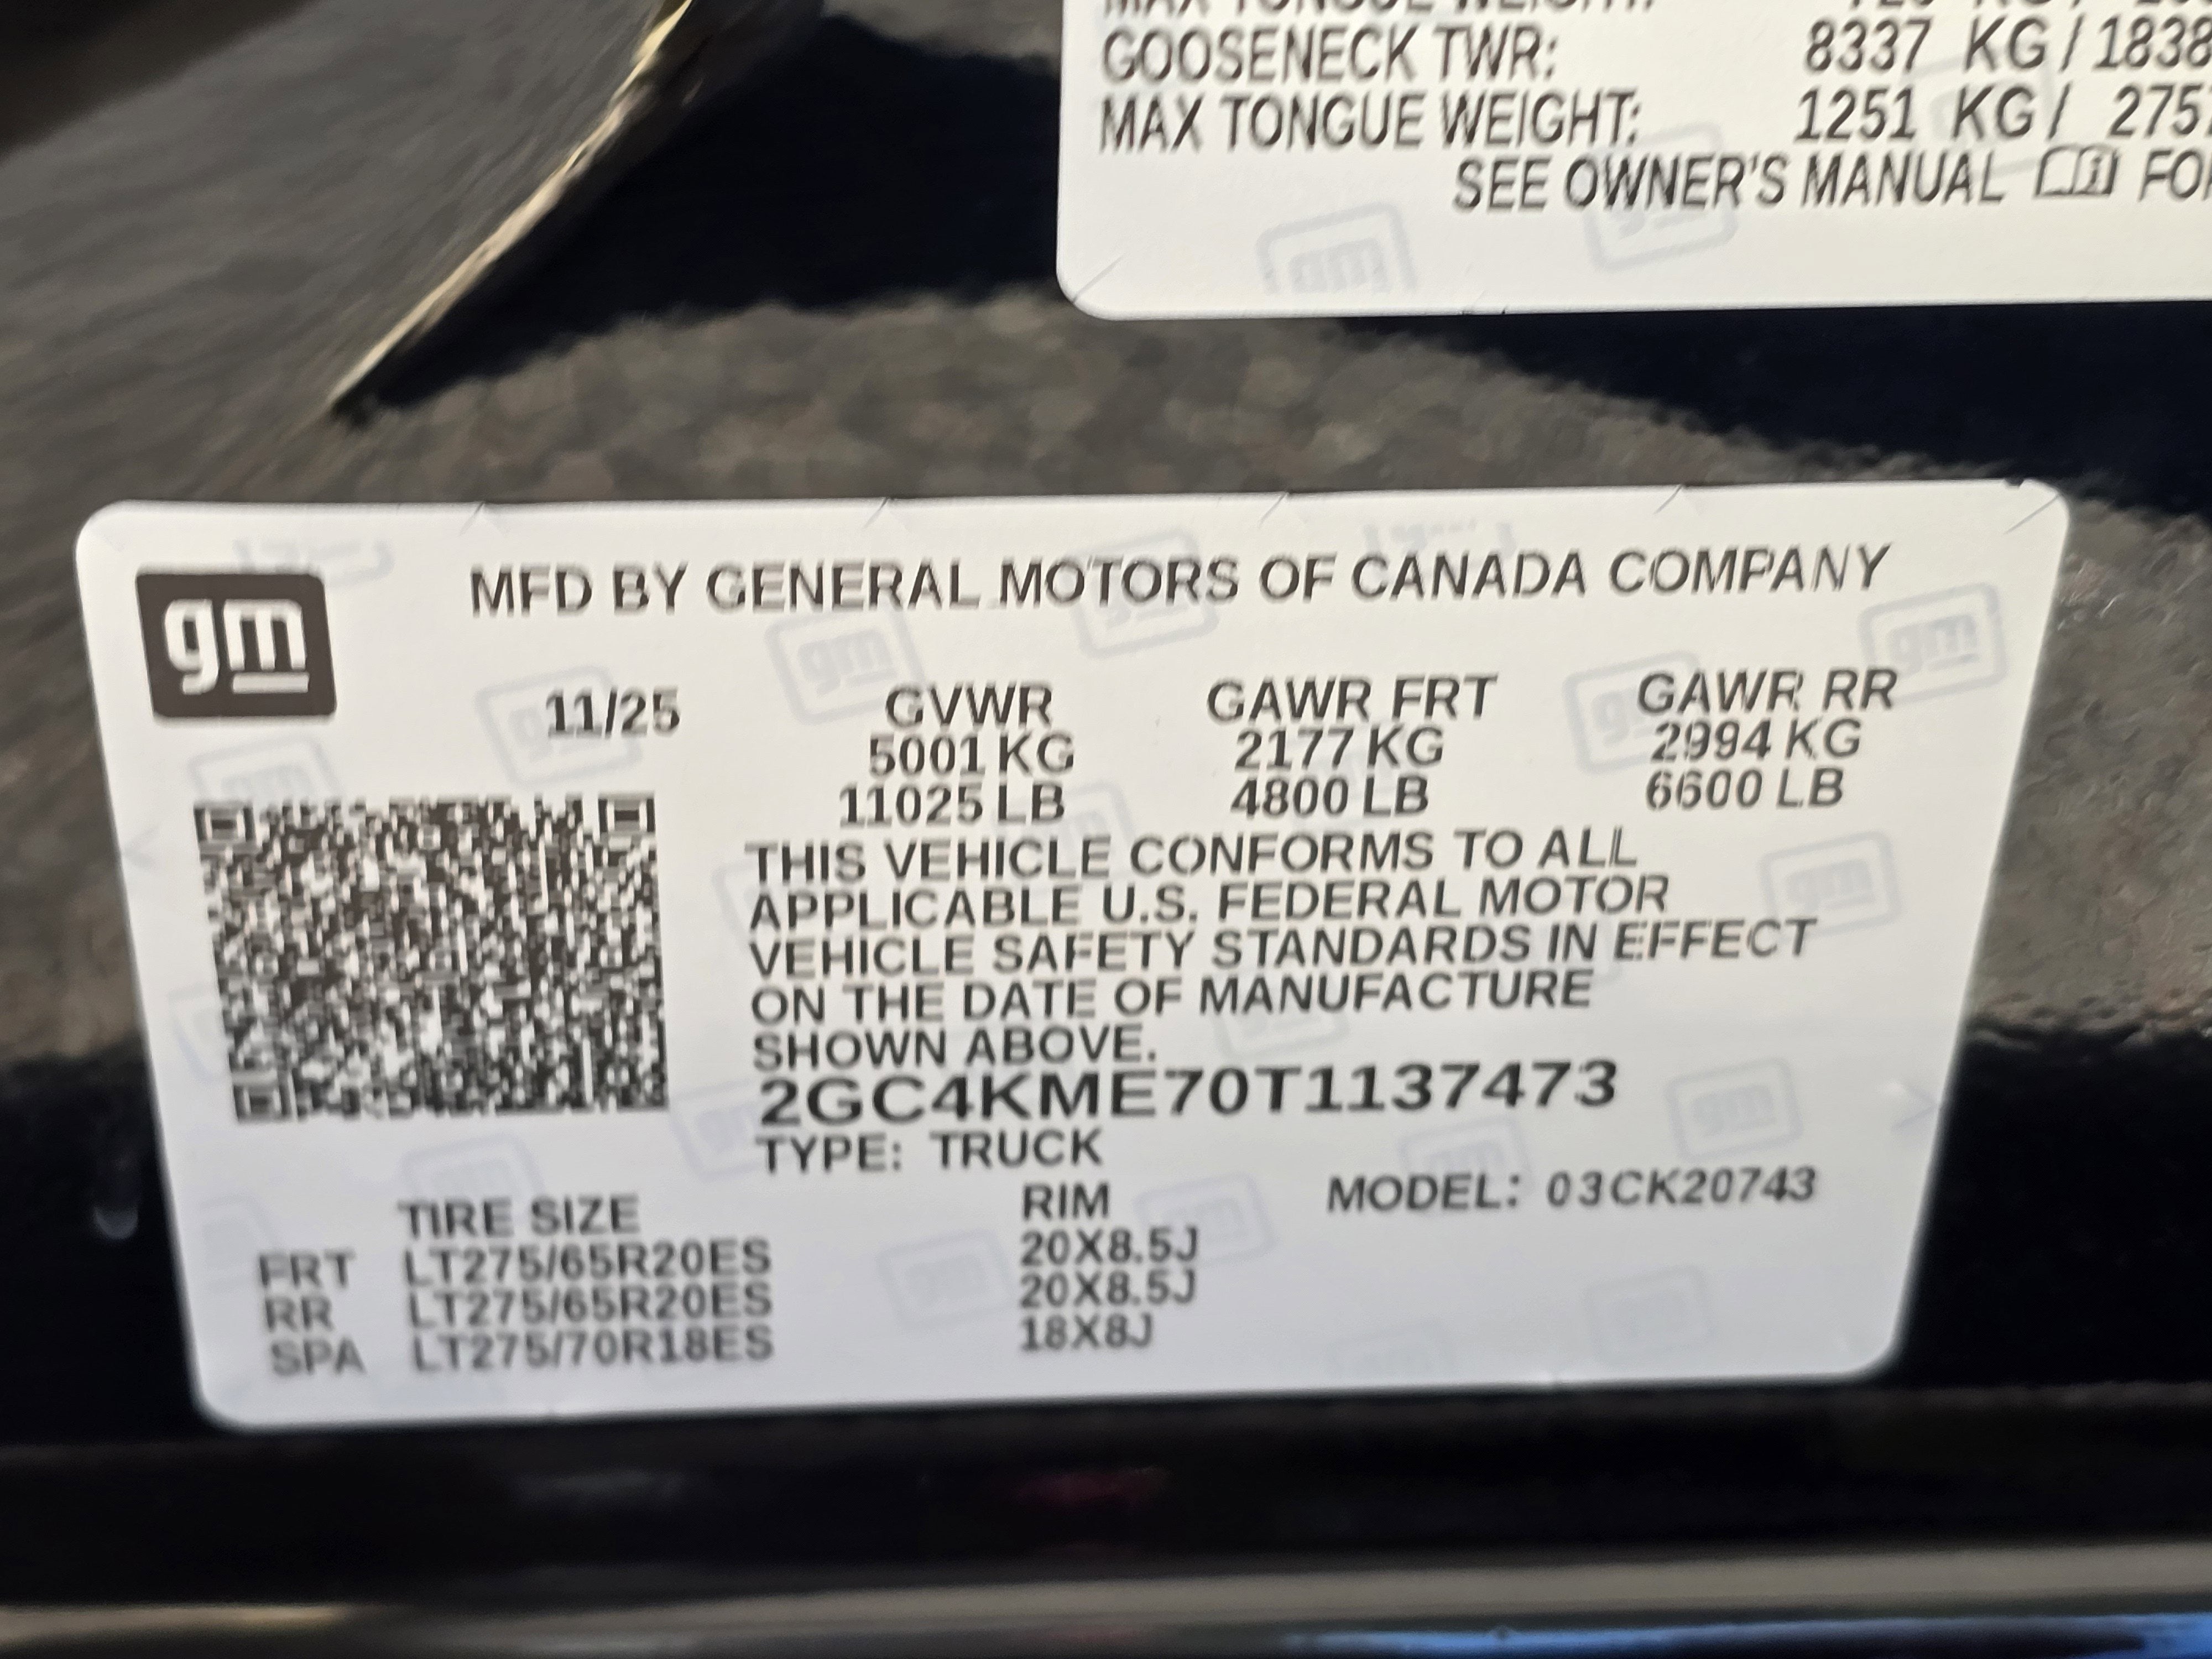 GOOSENECK TWR: 8337 KG / 1838
MAX TONGUE WEIGHT: 1251 KG / 275
SEE OWNER'S MANUAL FOR
gm
MFD BY GENERAL MOTORS OF CANADA COMPANY
11/25 GVWR GAWR FRT GAWR RR
5001 KG 2177 KG 2994 KG
11025 LB 4800 LB 6600 LB
THIS VEHICLE CONFORMS TO ALL
APPLICABLE U.S. FEDERAL MOTOR
VEHICLE SAFETY STANDARDS IN EFFECT
ON THE DATE OF MANUFACTURE
SHOWN ABOVE.
2GC4KME70T1137473
TYPE: TRUCK
TIRE SIZE RIM MODEL: 03CK20743
FRT LT275/65R20ES 20X8.5J
RR LT275/65R20ES 20X8.5J
SPA LT275/70R18ES 18X8J